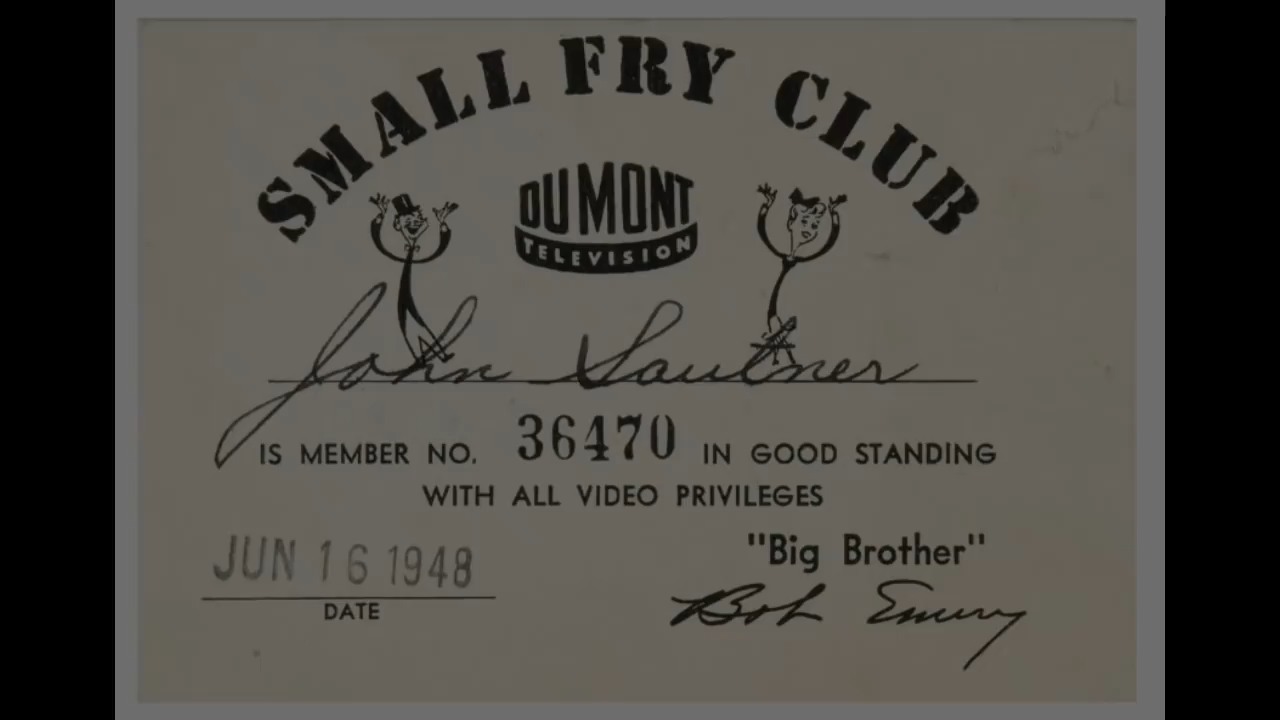 SMALL FRY CLUB
DUMONT
TELEVISION
John Sautner
IS MEMBER NO. 36470 IN GOOD STANDING
WITH ALL VIDEO PRIVILEGES
JUN 16 1948
DATE
"Big Brother"
Bob Emery